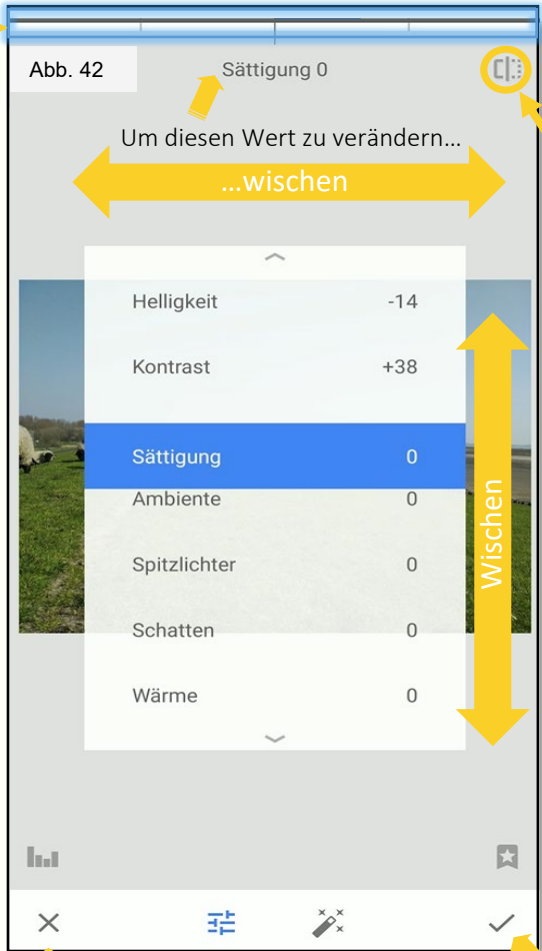 Abb. 42
Sättigung 0
Um diesen Wert zu verändern...
...wischen
Helligkeit -14
Kontrast +38
Sättigung 0
Ambiente 0
Spitzlichter 0
Schatten 0
Wärme 0
Wischen